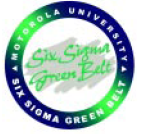 MOTOROLA UNIVERSITY
Six Sigma
Green Belt
SIX SIGMA GREEN BELT